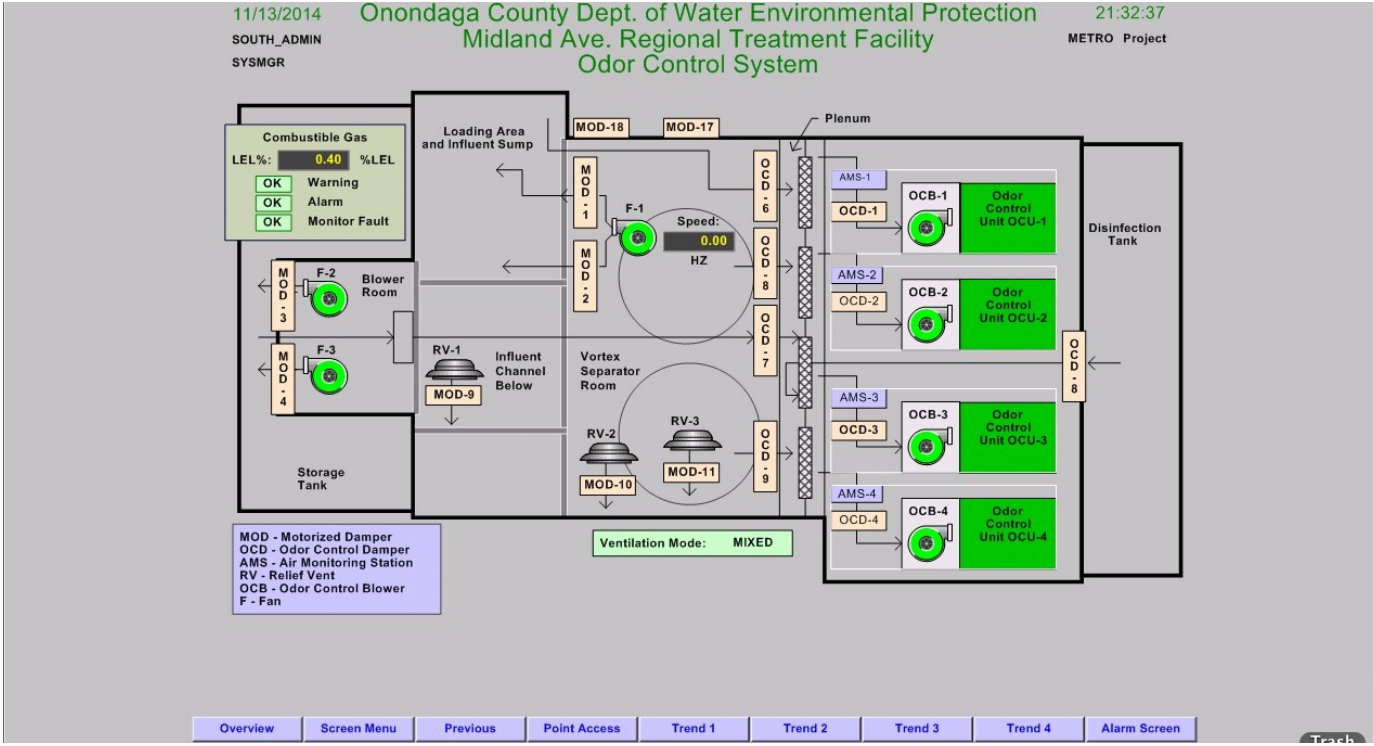 11/13/2014
Onondaga County Dept. of Water Environmental Protection
21:32:37
SOUTH_ADMIN
Midland Ave. Regional Treatment Facility
METRO Project
SYSMGR
Odor Control System
Combustible Gas
LEL%: 0.40 %LEL
OK Warning
OK Alarm
OK Monitor Fault
Loading Area
and Influent Sump
MOD-18
MOD-17
Plenum
MOD-1
MOD-2
F-1
Speed:
0.00
HZ
OCD-6
OCD-8
OCD-7
OCD-9
AMS-1
OCD-1
OCB-1
Odor
Control
Unit OCU-1
AMS-2
OCD-2
OCB-2
Odor
Control
Unit OCU-2
AMS-3
OCD-3
OCB-3
Odor
Control
Unit OCU-3
AMS-4
OCD-4
OCB-4
Odor
Control
Unit OCU-4
Disinfection
Tank
OCD-8
MOD-3
F-2
Blower
Room
MOD-4
F-3
RV-1
MOD-9
Influent
Channel
Below
Vortex
Separator
Room
RV-2
MOD-10
RV-3
MOD-11
Storage
Tank
MOD - Motorized Damper
OCD - Odor Control Damper
AMS - Air Monitoring Station
RV - Relief Vent
OCB - Odor Control Blower
F - Fan
Ventilation Mode: MIXED
Overview
Screen Menu
Previous
Point Access
Trend 1
Trend 2
Trend 3
Trend 4
Alarm Screen
Trash